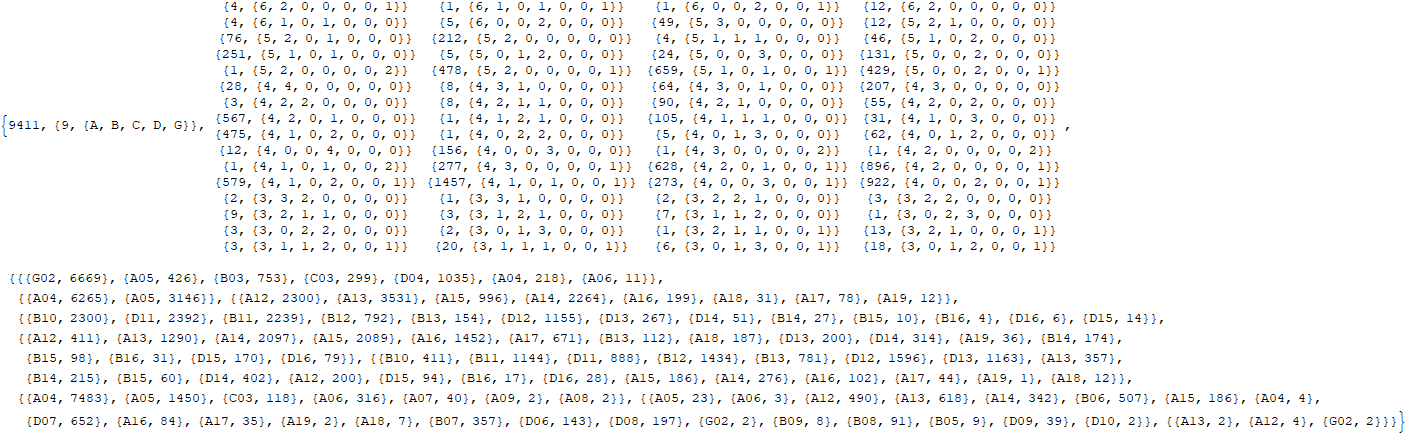 {4, {6, 2, 0, 0, 0, 0, 1}} {1, {6, 1, 0, 1, 0, 0, 1}} {1, {6, 0, 0, 2, 0, 0, 1}} {12, {6, 2, 0, 0, 0, 0, 0}}
{4, {6, 1, 0, 1, 0, 0, 0}} {5, {6, 0, 0, 2, 0, 0, 0}} {49, {5, 3, 0, 0, 0, 0, 0}} {12, {5, 2, 1, 0, 0, 0, 0}}
{76, {5, 2, 0, 1, 0, 0, 0}} {212, {5, 2, 0, 0, 0, 0, 0}} {4, {5, 1, 1, 1, 0, 0, 0}} {46, {5, 1, 0, 2, 0, 0, 0}}
{251, {5, 1, 0, 1, 0, 0, 0}} {5, {5, 0, 1, 2, 0, 0, 0}} {24, {5, 0, 0, 3, 0, 0, 0}} {131, {5, 0, 0, 2, 0, 0, 0}}
{1, {5, 2, 0, 0, 0, 0, 2}} {478, {5, 2, 0, 0, 0, 0, 1}} {659, {5, 1, 0, 1, 0, 0, 1}} {429, {5, 0, 0, 2, 0, 0, 1}}
{28, {4, 4, 0, 0, 0, 0, 0}} {8, {4, 3, 1, 0, 0, 0, 0}} {64, {4, 3, 0, 1, 0, 0, 0}} {207, {4, 3, 0, 0, 0, 0, 0}}
{3, {4, 2, 2, 0, 0, 0, 0}} {8, {4, 2, 1, 1, 0, 0, 0}} {90, {4, 2, 1, 0, 0, 0, 0}} {55, {4, 2, 0, 2, 0, 0, 0}}
{9411, {9, {A, B, C, D, G}}, {567, {4, 2, 0, 1, 0, 0, 0}} {1, {4, 1, 2, 1, 0, 0, 0}} {105, {4, 1, 1, 1, 0, 0, 0}} {31, {4, 1, 0, 3, 0, 0, 0}} ,
{475, {4, 1, 0, 2, 0, 0, 0}} {1, {4, 0, 2, 2, 0, 0, 0}} {5, {4, 0, 1, 3, 0, 0, 0}} {62, {4, 0, 1, 2, 0, 0, 0}}
{12, {4, 0, 0, 4, 0, 0, 0}} {156, {4, 0, 0, 3, 0, 0, 0}} {1, {4, 3, 0, 0, 0, 0, 2}} {1, {4, 2, 0, 0, 0, 0, 2}}
{1, {4, 1, 0, 1, 0, 0, 2}} {277, {4, 3, 0, 0, 0, 0, 1}} {628, {4, 2, 0, 1, 0, 0, 1}} {896, {4, 2, 0, 0, 0, 0, 1}}
{579, {4, 1, 0, 2, 0, 0, 1}} {1457, {4, 1, 0, 1, 0, 0, 1}} {273, {4, 0, 0, 3, 0, 0, 1}} {922, {4, 0, 0, 2, 0, 0, 1}}
{2, {3, 3, 2, 0, 0, 0, 0}} {1, {3, 3, 1, 0, 0, 0, 0}} {2, {3, 2, 2, 1, 0, 0, 0}} {3, {3, 2, 2, 0, 0, 0, 0}}
{9, {3, 2, 1, 1, 0, 0, 0}} {3, {3, 1, 2, 1, 0, 0, 0}} {7, {3, 1, 1, 2, 0, 0, 0}} {1, {3, 0, 2, 3, 0, 0, 0}}
{3, {3, 0, 2, 2, 0, 0, 0}} {2, {3, 0, 1, 3, 0, 0, 0}} {1, {3, 2, 1, 1, 0, 0, 1}} {13, {3, 2, 1, 0, 0, 0, 1}}
{3, {3, 1, 1, 2, 0, 0, 1}} {20, {3, 1, 1, 1, 0, 0, 1}} {6, {3, 0, 1, 3, 0, 0, 1}} {18, {3, 0, 1, 2, 0, 0, 1}}
{{{G02, 6669}, {A05, 426}, {B03, 753}, {C03, 299}, {D04, 1035}, {A04, 218}, {A06, 11}},
{{A04, 6265}, {A05, 3146}}, {{A12, 2300}, {A13, 3531}, {A15, 996}, {A14, 2264}, {A16, 199}, {A18, 31}, {A17, 78}, {A19, 12}},
{{B10, 2300}, {D11, 2392}, {B11, 2239}, {B12, 792}, {B13, 154}, {D12, 1155}, {D13, 267}, {D14, 51}, {B14, 27}, {B15, 10}, {B16, 4}, {D16, 6}, {D15, 14}},
{{A12, 411}, {A13, 1290}, {A14, 2097}, {A15, 2089}, {A16, 1452}, {A17, 671}, {B13, 112}, {A18, 187}, {D13, 200}, {D14, 314}, {A19, 36}, {B14, 174},
{B15, 98}, {B16, 31}, {D15, 170}, {D16, 79}}, {{B10, 411}, {B11, 1144}, {D11, 888}, {B12, 1434}, {B13, 781}, {D12, 1596}, {D13, 1163}, {A13, 357},
{B14, 215}, {B15, 60}, {D14, 402}, {A12, 200}, {D15, 94}, {B16, 17}, {D16, 28}, {A15, 186}, {A14, 276}, {A16, 102}, {A17, 44}, {A19, 1}, {A18, 12}},
{{A04, 7483}, {A05, 1450}, {C03, 118}, {A06, 316}, {A07, 40}, {A09, 2}, {A08, 2}}, {{A05, 23}, {A06, 3}, {A12, 490}, {A13, 618}, {A14, 342}, {B06, 507}, {A15, 186}, {A04, 4},
{D07, 652}, {A16, 84}, {A17, 35}, {A19, 2}, {A18, 7}, {B07, 357}, {D06, 143}, {D08, 197}, {G02, 2}, {B09, 8}, {B08, 91}, {B05, 9}, {D09, 39}, {D10, 2}}, {{A13, 2}, {A12, 4}, {G02, 2}}}}